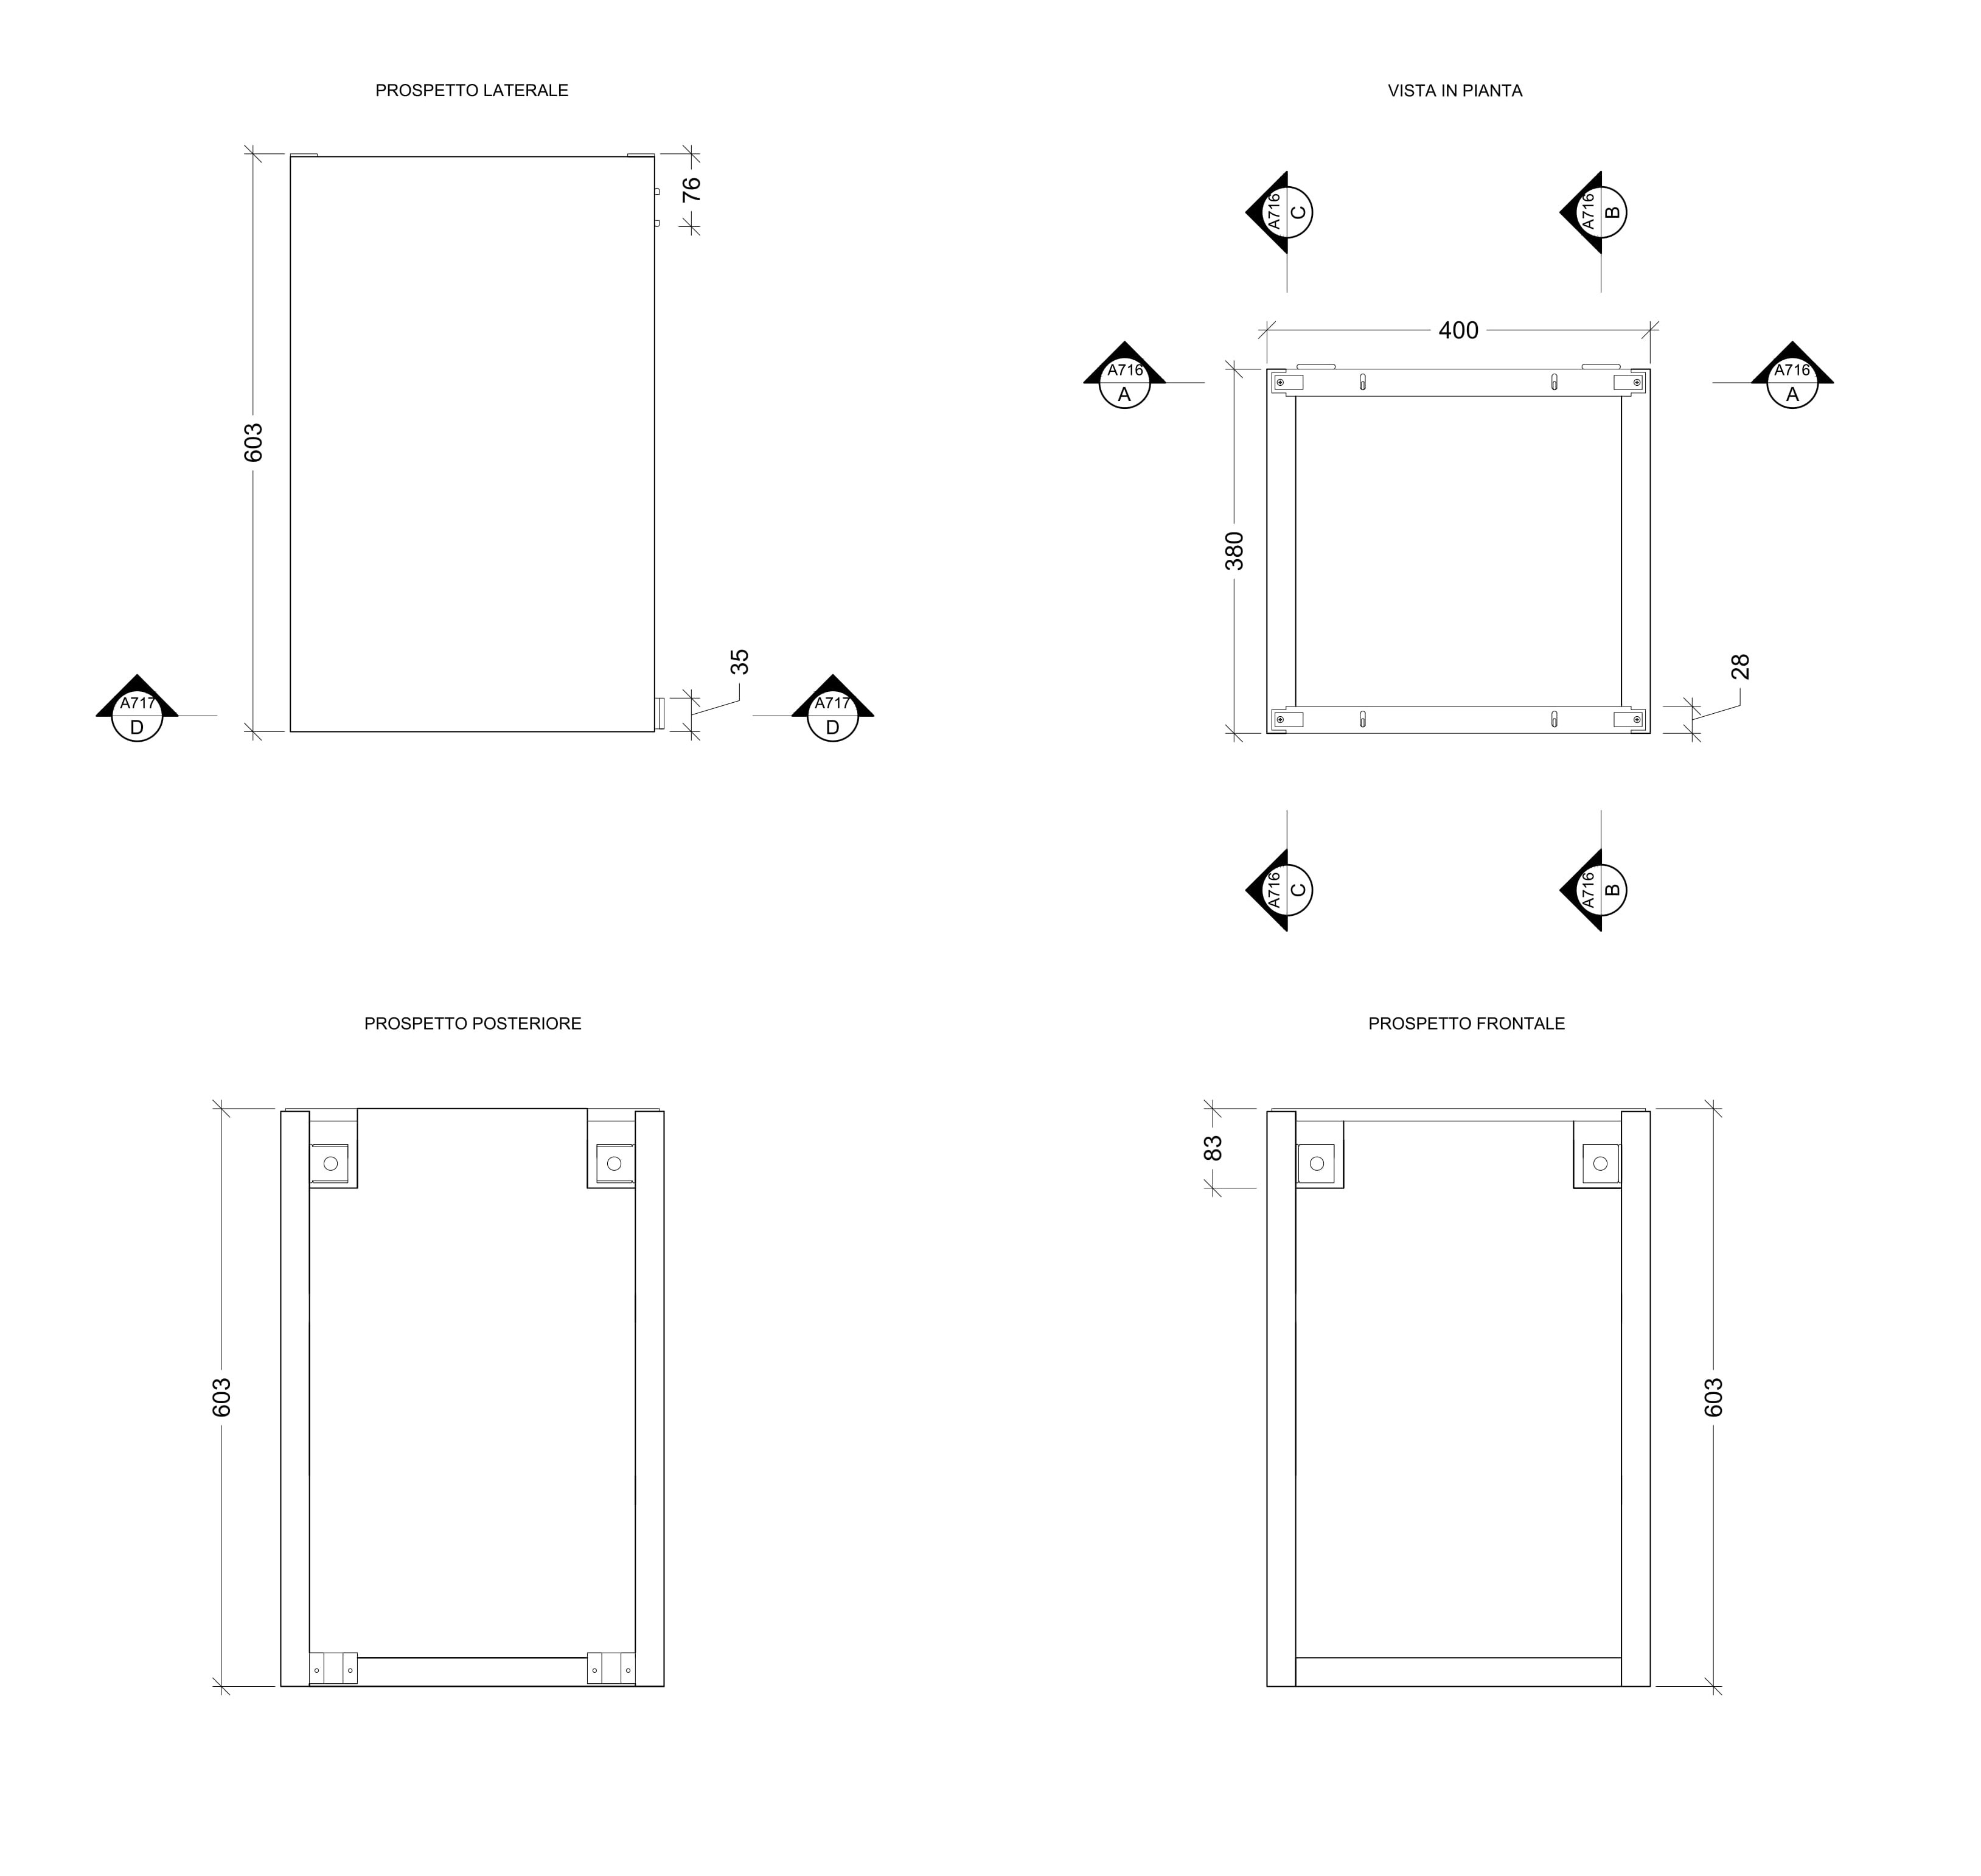 PROSPETTO LATERALE
VISTA IN PIANTA
76
A716
C
A716
B
400
A716
A
A716
A
603
380
35
28
A717
D
A717
D
A716
C
A716
B
PROSPETTO POSTERIORE
PROSPETTO FRONTALE
83
603
603